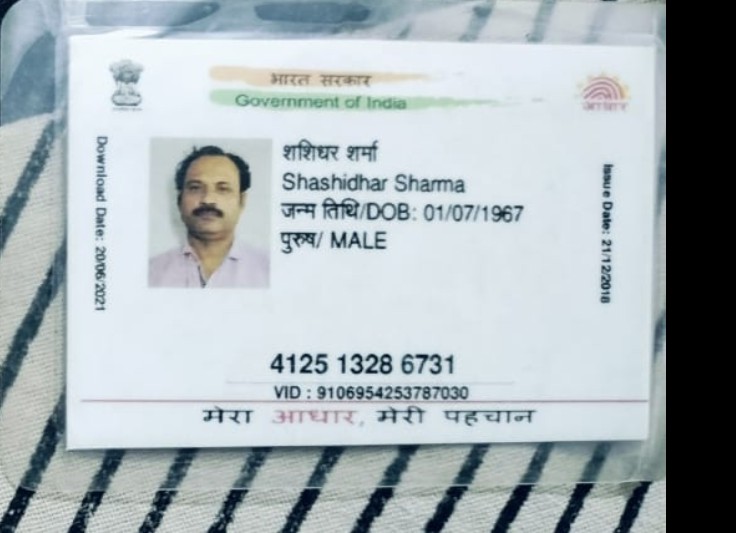 भारत सरकार
Government of India
आधार
Download Date: 20/06/2021
शशिधर शर्मा
Shashidhar Sharma
जन्म तिथि/DOB: 01/07/1967
पुरुष/ MALE
Issue Date: 21/12/2018
4125 1328 6731
VID : 9106954253787030
मेरा आधार, मेरी पहचान